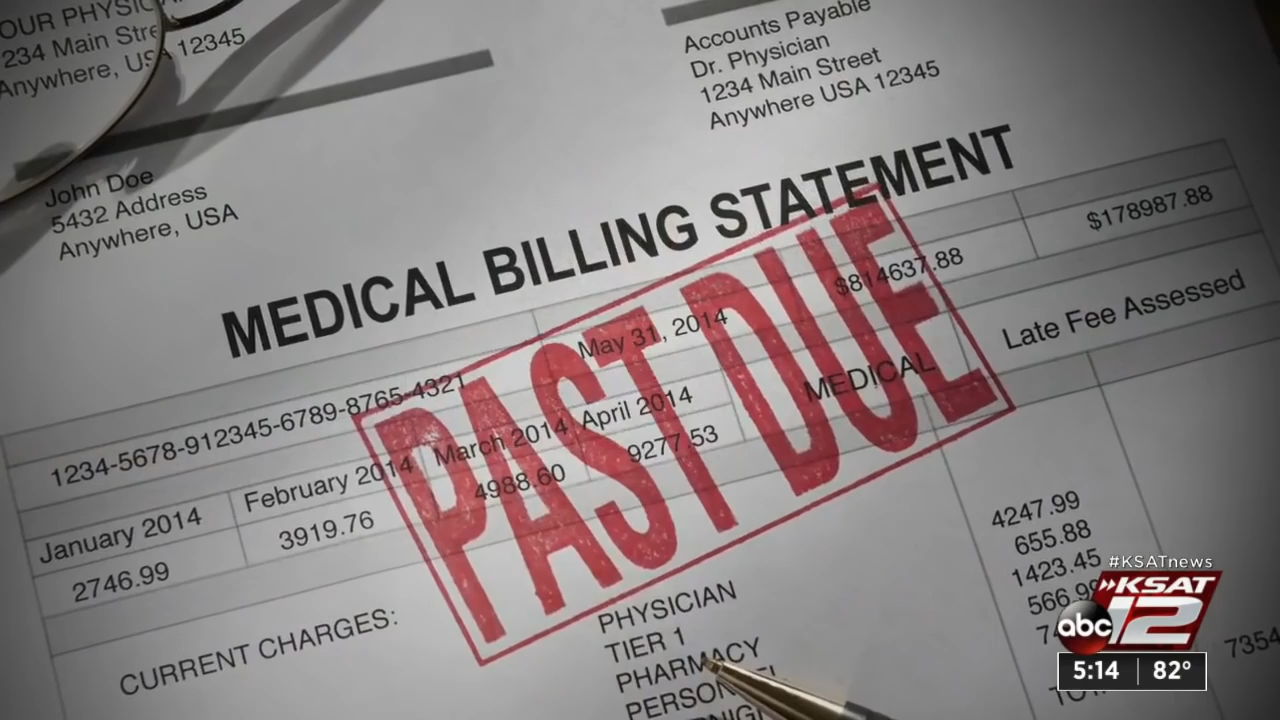 OUR PHYSIC
1234 Main Stre
Anywhere, USA 12345
Accounts Payable
Dr. Physician
1234 Main Street
Anywhere USA 12345
John Doe
5432 Address
Anywhere, USA
MEDICAL BILLING STATEMENT
1234-5678-912345-6789-8765-4321
May 31, 2014
$814637.88
$178987.88
January 2014
February 2014
March 2014
April 2014
MEDICAL
Late Fee Assessed
2746.99
3919.76
4988.60
9277.53
PAST DUE
CURRENT CHARGES:
PHYSICIAN
TIER 1
PHARMACY
4247.99
655.88
1423.45
566.99
7354
#KSATnews
KSAT
abc 12
5:14 82°